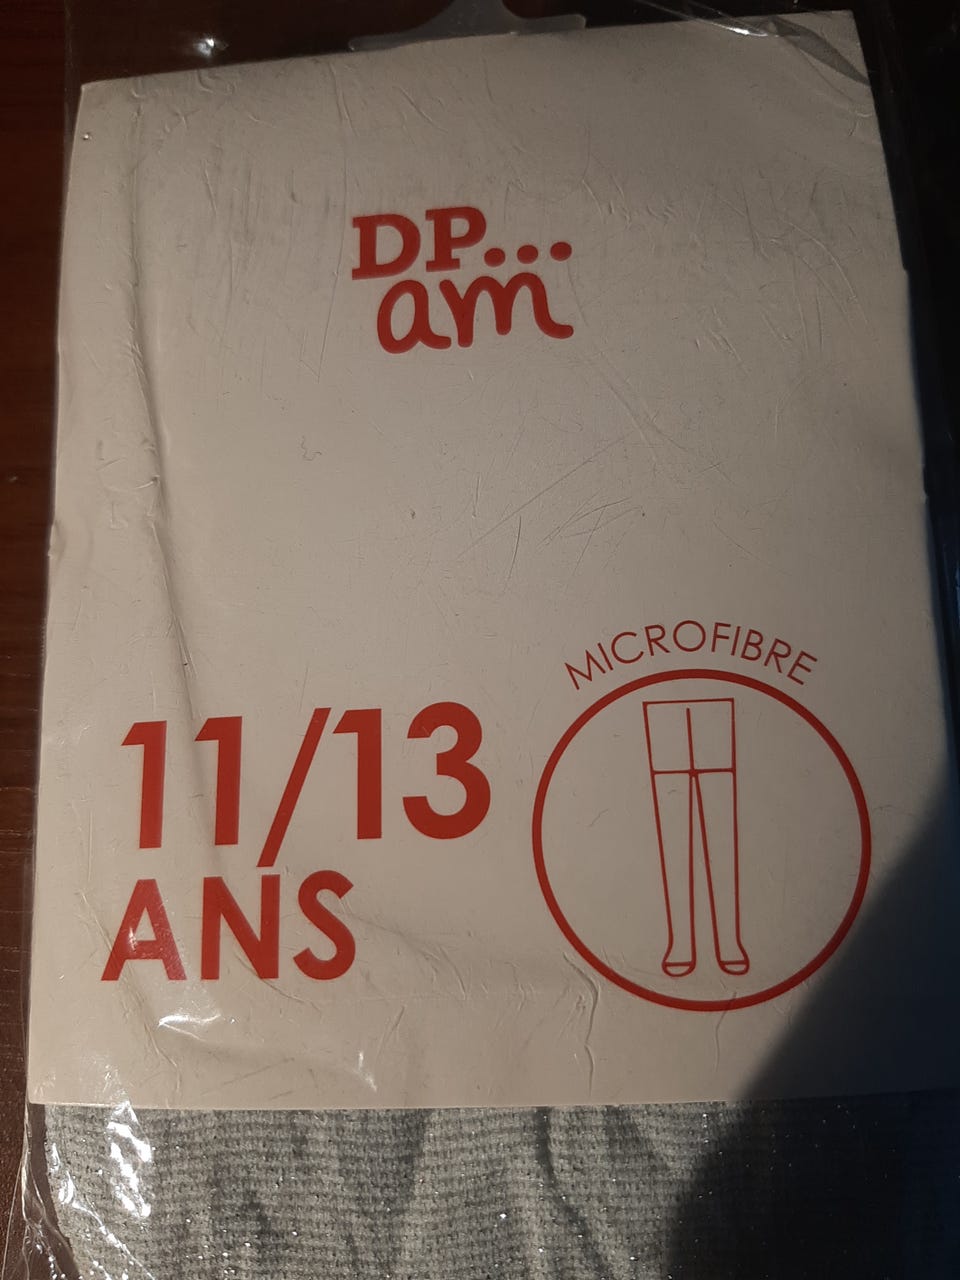 DP...
am
MICROFIBRE
11/13
ANS